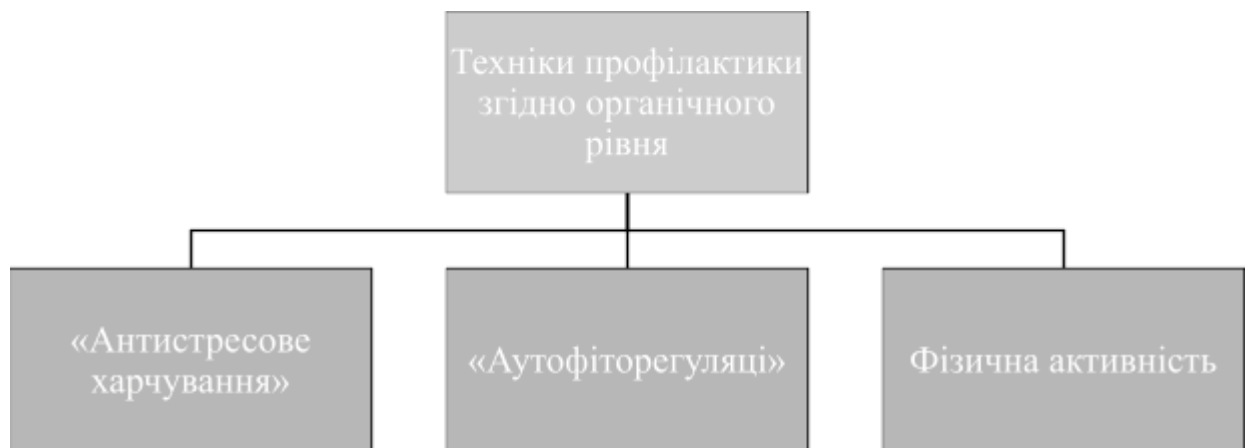 Техніки профілактики
згідно органічного
рівня
«Антистресове
харчування»
«Аутофіторегуляці»
Фізична активність